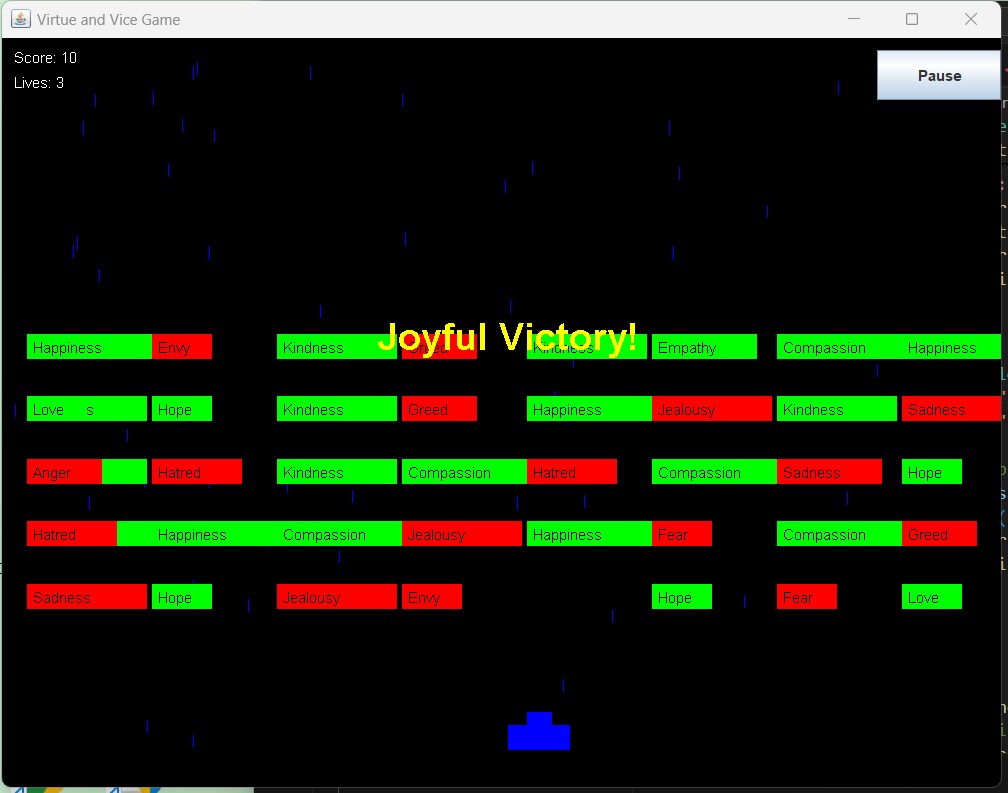 Virtue and Vice Game
Score: 10
Lives: 3
Pause
Joyful Victory!
Happiness Envy Kindness Greed Kindness Empathy Compassion Happiness
Love s Hope Kindness Greed Happiness Jealousy Kindness Sadness
Anger Hatred Kindness Compassion Hatred Compassion Sadness Hope
Hatred Happiness Compassion Jealousy Happiness Fear Compassion Greed
Sadness Hope Jealousy Envy Hope Fear Love